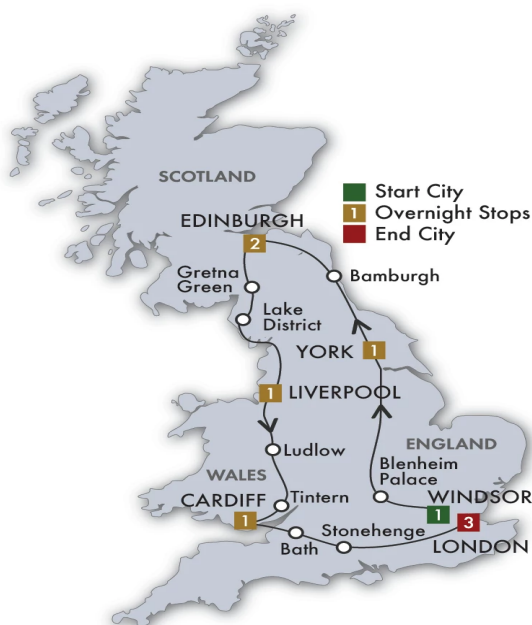 SCOTLAND
Start City
1 Overnight Stops
End City
EDINBURGH
2
Gretna
Green
Bamburgh
Lake
District
YORK 1
1 LIVERPOOL
Ludlow
ENGLAND
WALES
Blenheim
Palace
CARDIFF
Tintern
WINDSOR
1
1
3
Stonehenge
Bath
LONDON